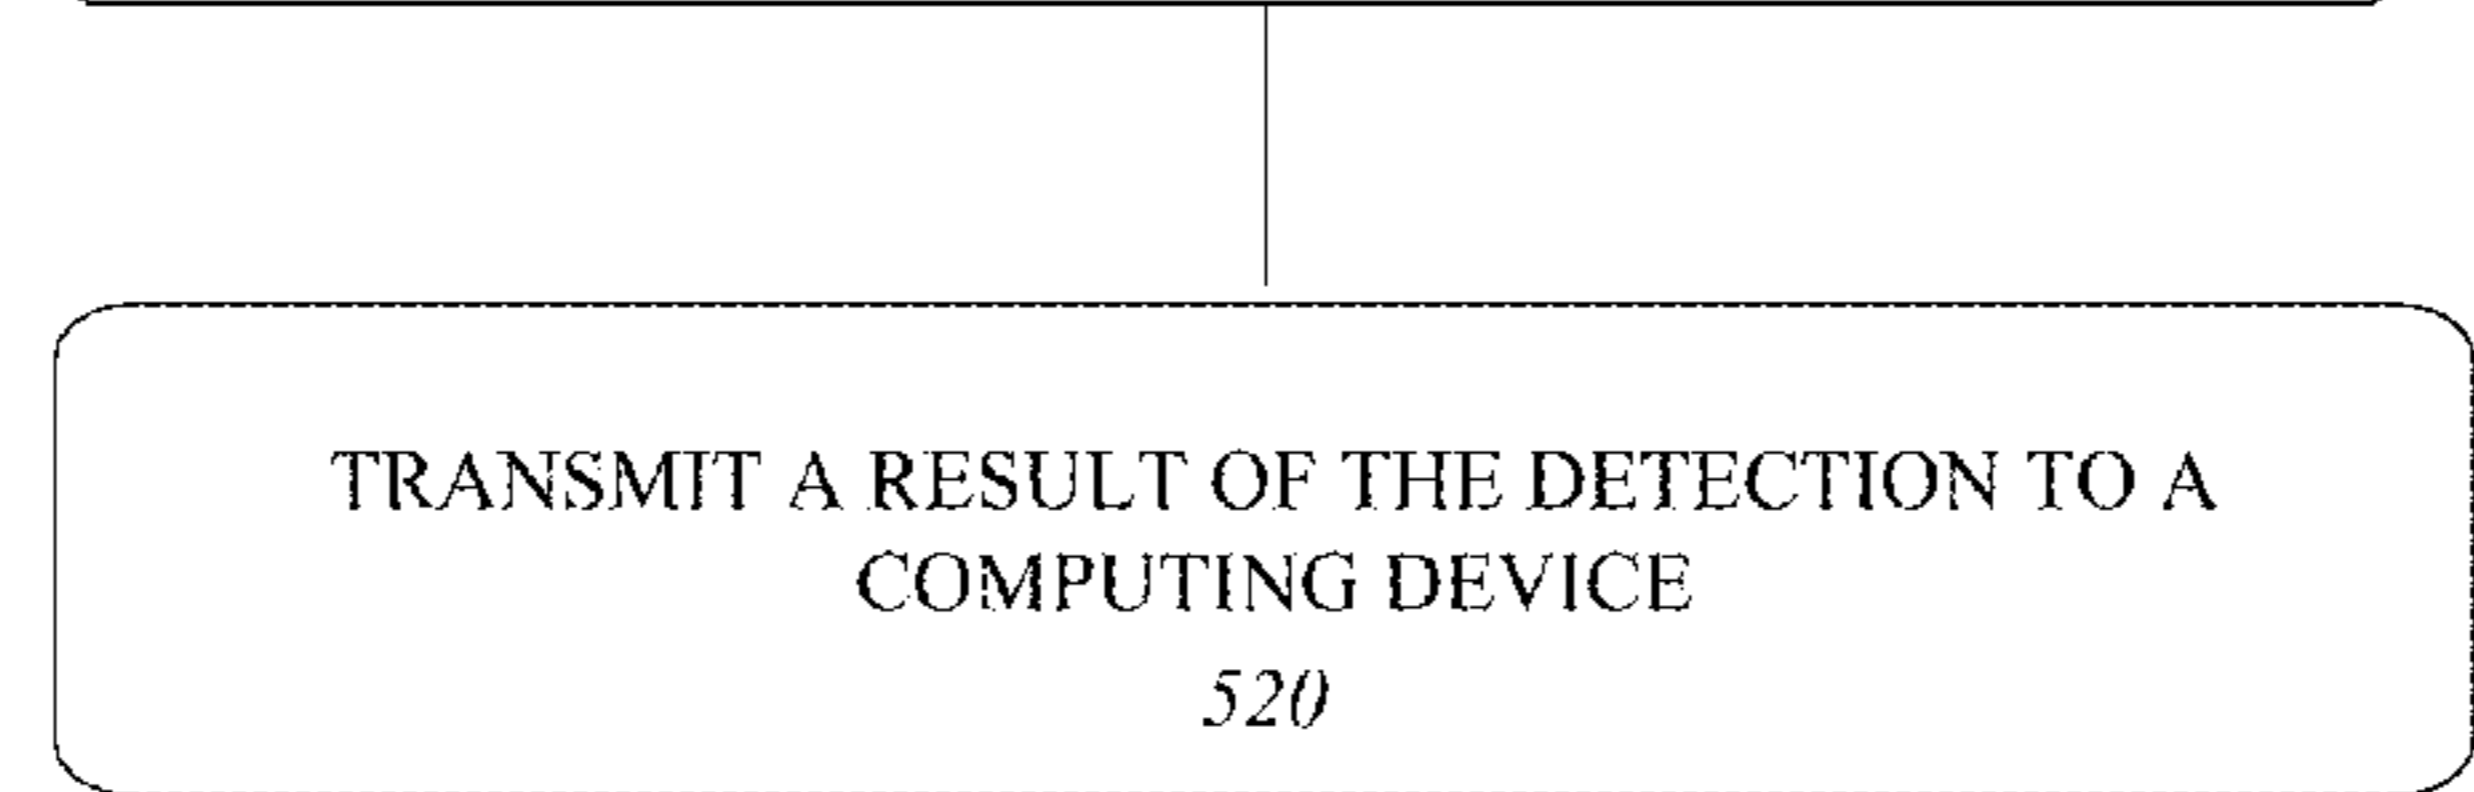 TRANSMIT A RESULT OF THE DETECTION TO A
COMPUTING DEVICE
520